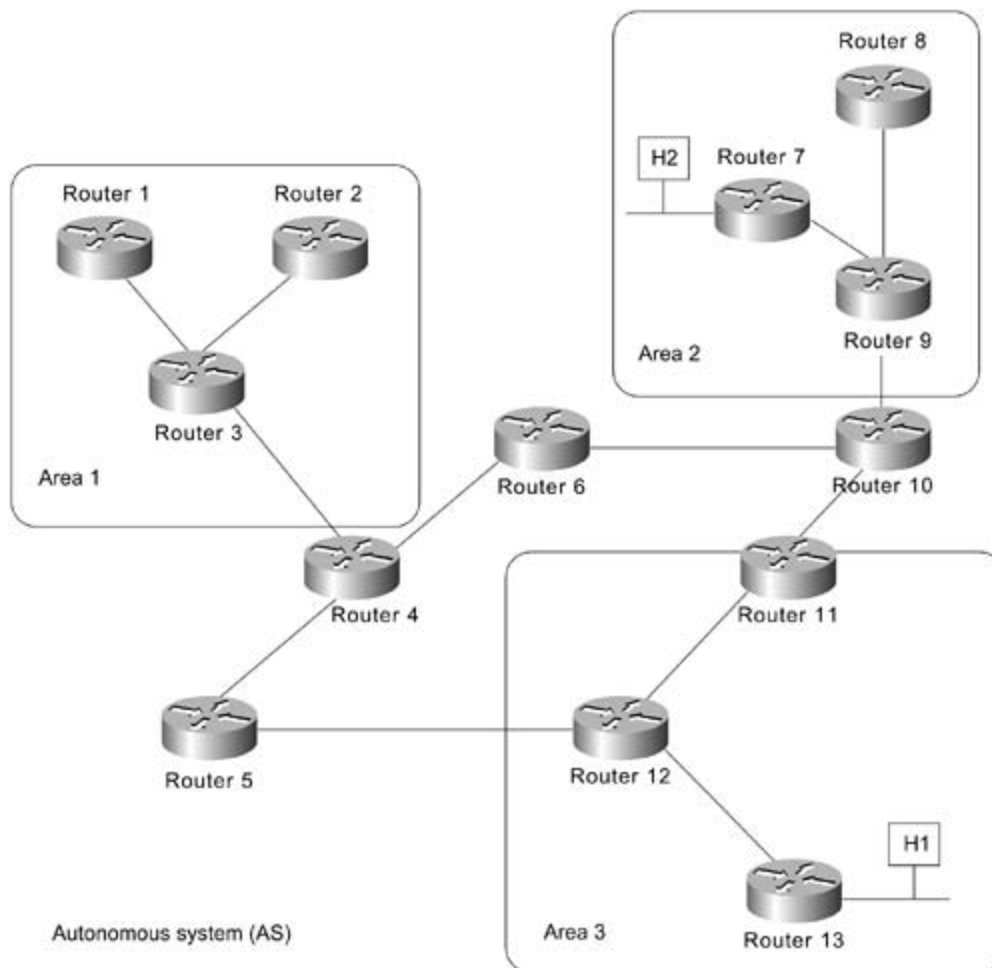 Router 8
H2
Router 7
Router 1
Router 2
Area 2
Router 9
Router 3
Area 1
Router 6
Router 10
Router 4
Router 11
Router 5
Router 12
H1
Autonomous system (AS)
Area 3
Router 13